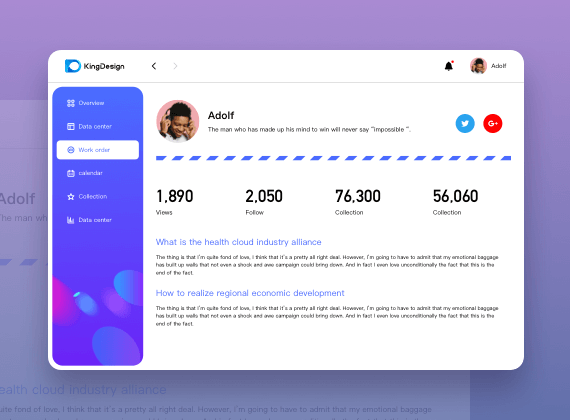 KingDesign
Adolf
Overview
Data center
Work order
calendar
Collection
Data center
Adolf
The man who has made up his mind to win will never say "impossible ".
G+
1,890
2,050
76,300
56,060
Views
Follow
Collection
Collection
What is the health cloud industry alliance
The thing is that I'm quite fond of love, I think that it's a pretty all right deal. However, I'm going to have to admit that my emotional baggage
has built up walls that not even a shock and awe campaign could bring down. And in fact I even love unconditionally the fact that this is the
end of the fact.
How to realize regional economic development
The thing is that I'm quite fond of love, I think that it's a pretty all right deal. However, I'm going to have to admit that my emotional baggage
has built up walls that not even a shock and awe campaign could bring down. And in fact I even love unconditionally the fact that this is the
end of the fact.
Adolf
The man wh
ealth cloud industry alliance
uite fond of love, I think that it's a pretty all right deal. However, I'm going to have to admit that my emotional